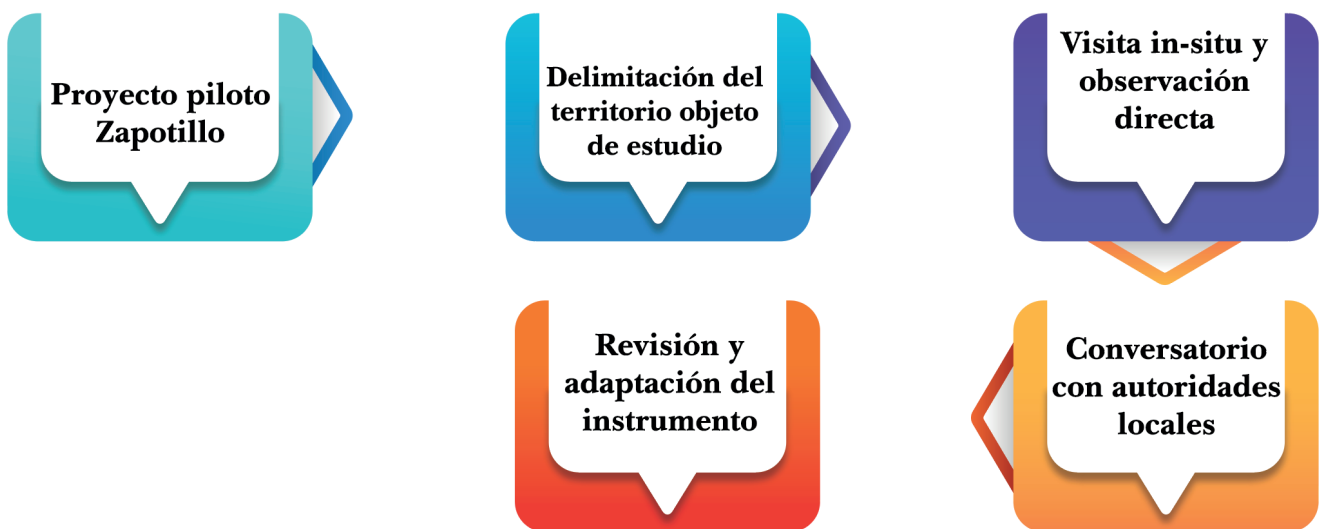 Proyecto piloto
Zapotillo
Delimitación del
territorio objeto
de estudio
Visita in-situ y
observación
directa
Conversatorio
con autoridades
locales
Revisión y
adaptación del
instrumento